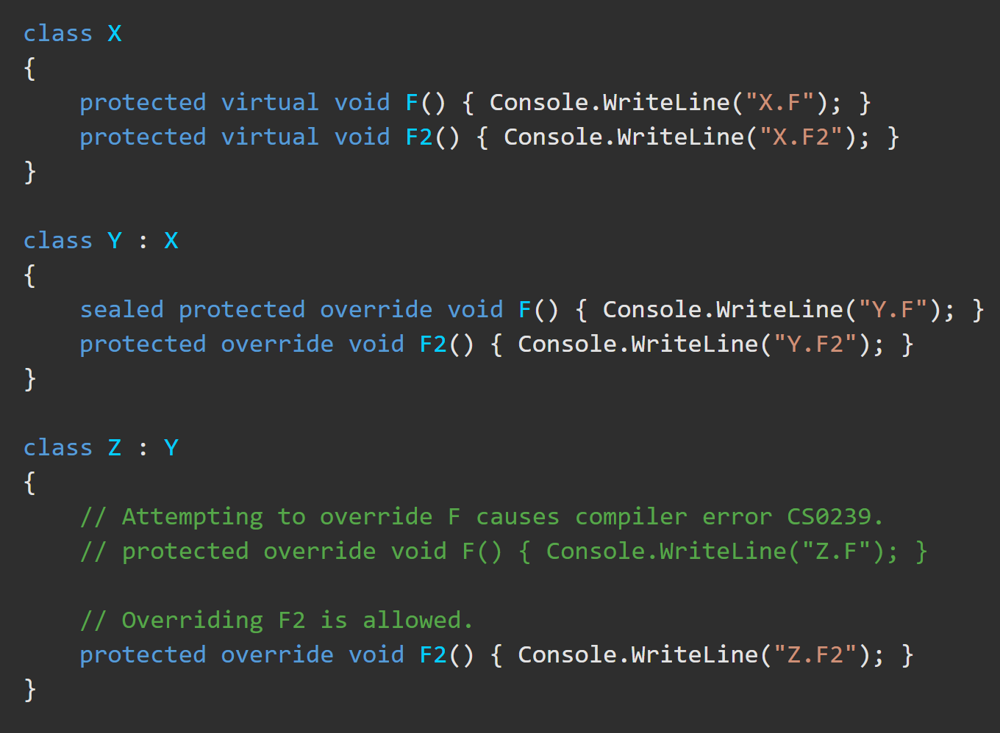 class X
{
    protected virtual void F() { Console.WriteLine("X.F"); }
    protected virtual void F2() { Console.WriteLine("X.F2"); }
}

class Y : X
{
    sealed protected override void F() { Console.WriteLine("Y.F"); }
    protected override void F2() { Console.WriteLine("Y.F2"); }
}

class Z : Y
{
    // Attempting to override F causes compiler error CS0239.
    // protected override void F() { Console.WriteLine("Z.F"); }

    // Overriding F2 is allowed.
    protected override void F2() { Console.WriteLine("Z.F2"); }
}